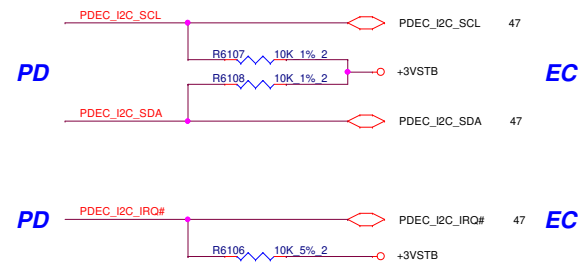 PDEC_I2C_SCL PDEC_I2C_SCL 47
R6107 10K_1%_2
PD +3VSTB EC
R6108 10K_1%_2
PDEC_I2C_SDA PDEC_I2C_SDA 47
PDEC_I2C_IRQ#
PD PDEC_I2C_IRQ# 47 EC
R6106 10K_5%_2 +3VSTB